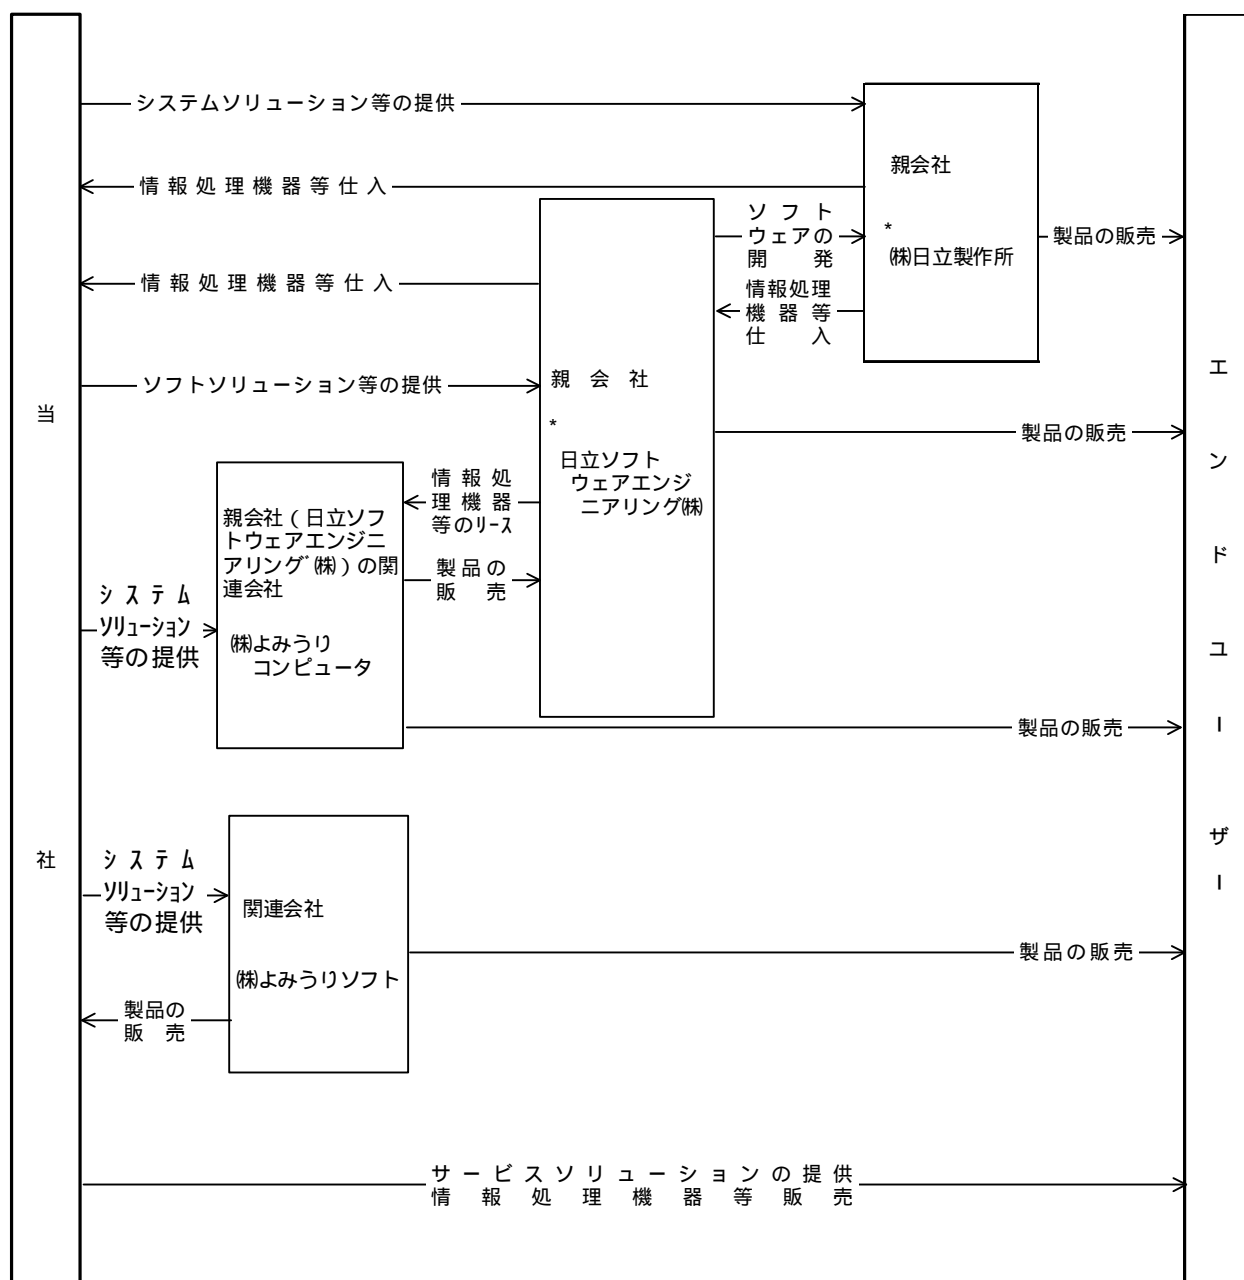 システムソリューション等の提供
情報処理機器等仕入
親会社
*
㈱日立製作所
ソフト
ウェアの
開発
情報処理
機器等
仕入
製品の販売
情報処理機器等仕入
ソフトソリューション等の提供
親会社
*
日立ソフト
ウェアエンジ
ニアリング㈱
製品の販売
当社
エンドユーザー
情報処
理機器
等のﾘｰｽ
製品の
販売
親会社(日立ソフ
トウェアエンジニ
アリング゙㈱)の関
連会社
㈱よみうり
コンピュータ
システム
ｿﾘｭｰｼｮﾝ
等の提供
製品の販売
システム
ｿﾘｭｰｼｮﾝ
等の提供
関連会社
㈱よみうりソフト
製品の販売
製品の
販売
サービスソリューションの提供
情報処理機器等販売